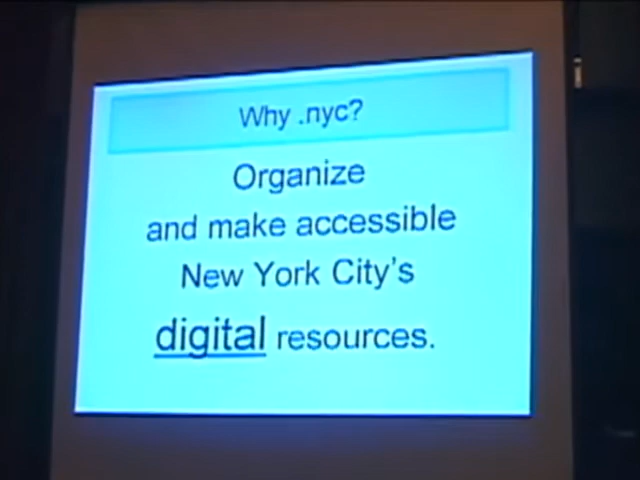 Why .nyc?
Organize
and make accessible
New York City's
digital resources.